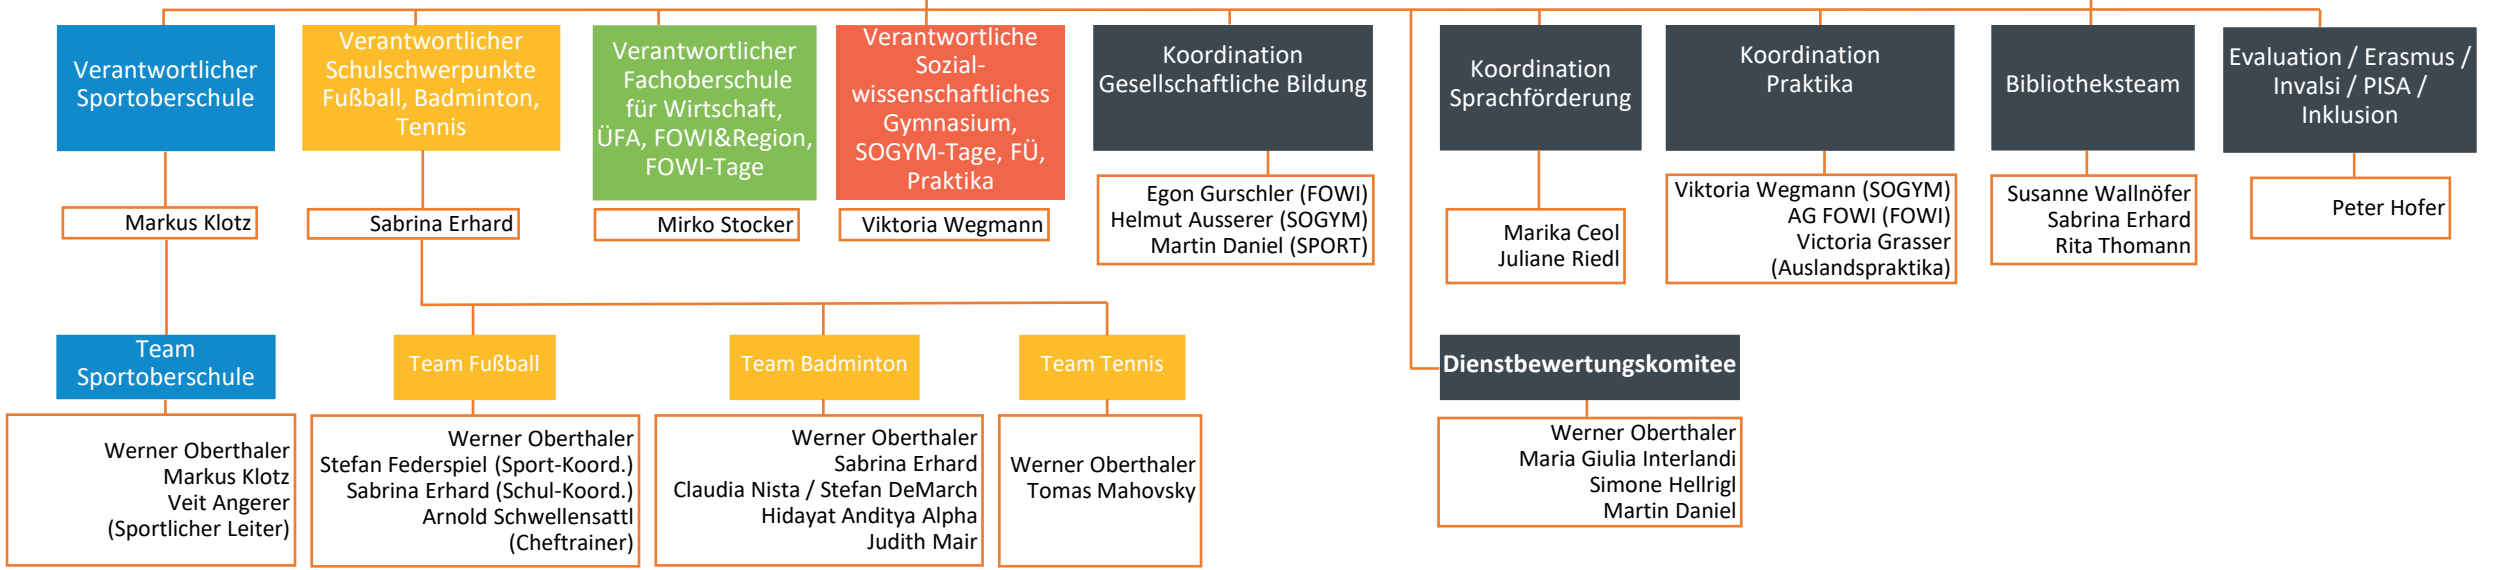 Verantwortlicher
Sportoberschule
Verantwortlicher
Schulschwerpunkte
Fußball, Badminton,
Tennis
Verantwortlicher
Fachoberschule
für Wirtschaft,
ÜFA, FOWI&Region,
FOWI-Tage
Verantwortliche
Sozial-
wissenschaftliches
Gymnasium,
SOGYM-Tage, FÜ,
Praktika
Koordination
Gesellschaftliche Bildung
Koordination
Sprachförderung
Koordination
Praktika
Bibliotheksteam
Evaluation / Erasmus /
Invalsi / PISA /
Inklusion
Markus Klotz
Sabrina Erhard
Mirko Stocker
Viktoria Wegmann
Egon Gurschler (FOWI)
Helmut Ausserer (SOGYM)
Martin Daniel (SPORT)
Marika Ceol
Juliane Riedl
Viktoria Wegmann (SOGYM)
AG FOWI (FOWI)
Victoria Grasser
(Auslandspraktika)
Susanne Wallnöfer
Sabrina Erhard
Rita Thomann
Peter Hofer
Team
Sportoberschule
Team Fußball
Team Badminton
Team Tennis
Dienstbewertungskomitee
Werner Oberthaler
Markus Klotz
Veit Angerer
(Sportlicher Leiter)
Werner Oberthaler
Stefan Federspiel (Sport-Koord.)
Sabrina Erhard (Schul-Koord.)
Arnold Schwellensattl
(Cheftrainer)
Werner Oberthaler
Sabrina Erhard
Claudia Nista / Stefan DeMarch
Hidayat Anditya Alpha
Judith Mair
Werner Oberthaler
Tomas Mahovsky
Werner Oberthaler
Maria Giulia Interlandi
Simone Hellrigl
Martin Daniel